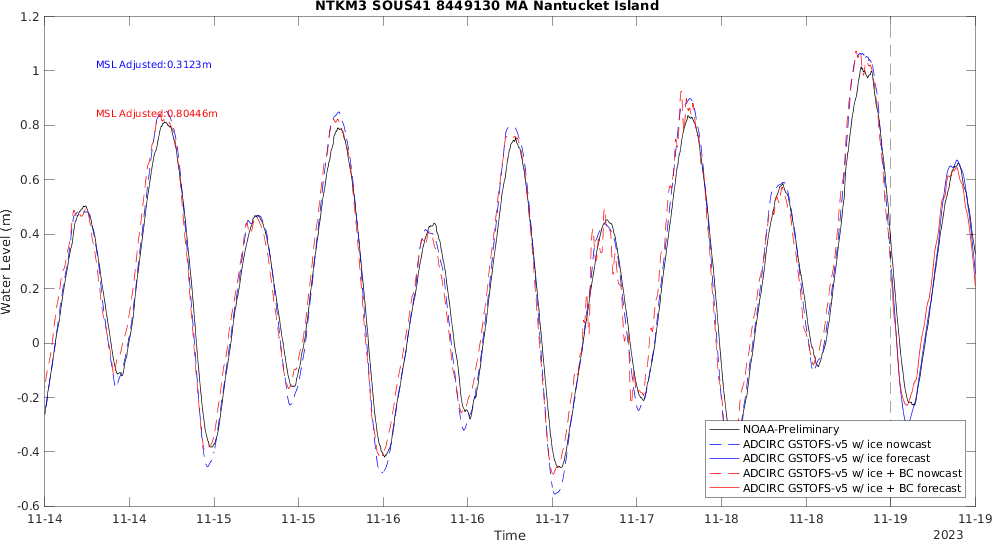 NTKM3 SOUS41 8449130 MA Nantucket Island
1.2
1
0.8
0.6
0.4
0.2
0
-0.2
-0.4
-0.6
Water Level (m)
MSL Adjusted:0.3123m
MSL Adjusted:0.80446m
NOAA-Preliminary
ADCIRC GSTOFS-v5 w/ ice nowcast
ADCIRC GSTOFS-v5 w/ ice forecast
ADCIRC GSTOFS-v5 w/ ice + BC nowcast
ADCIRC GSTOFS-v5 w/ ice + BC forecast
11-14 11-14 11-15 11-15 11-16 11-16 11-17 11-17 11-18 11-18 11-19 11-19
Time
2023